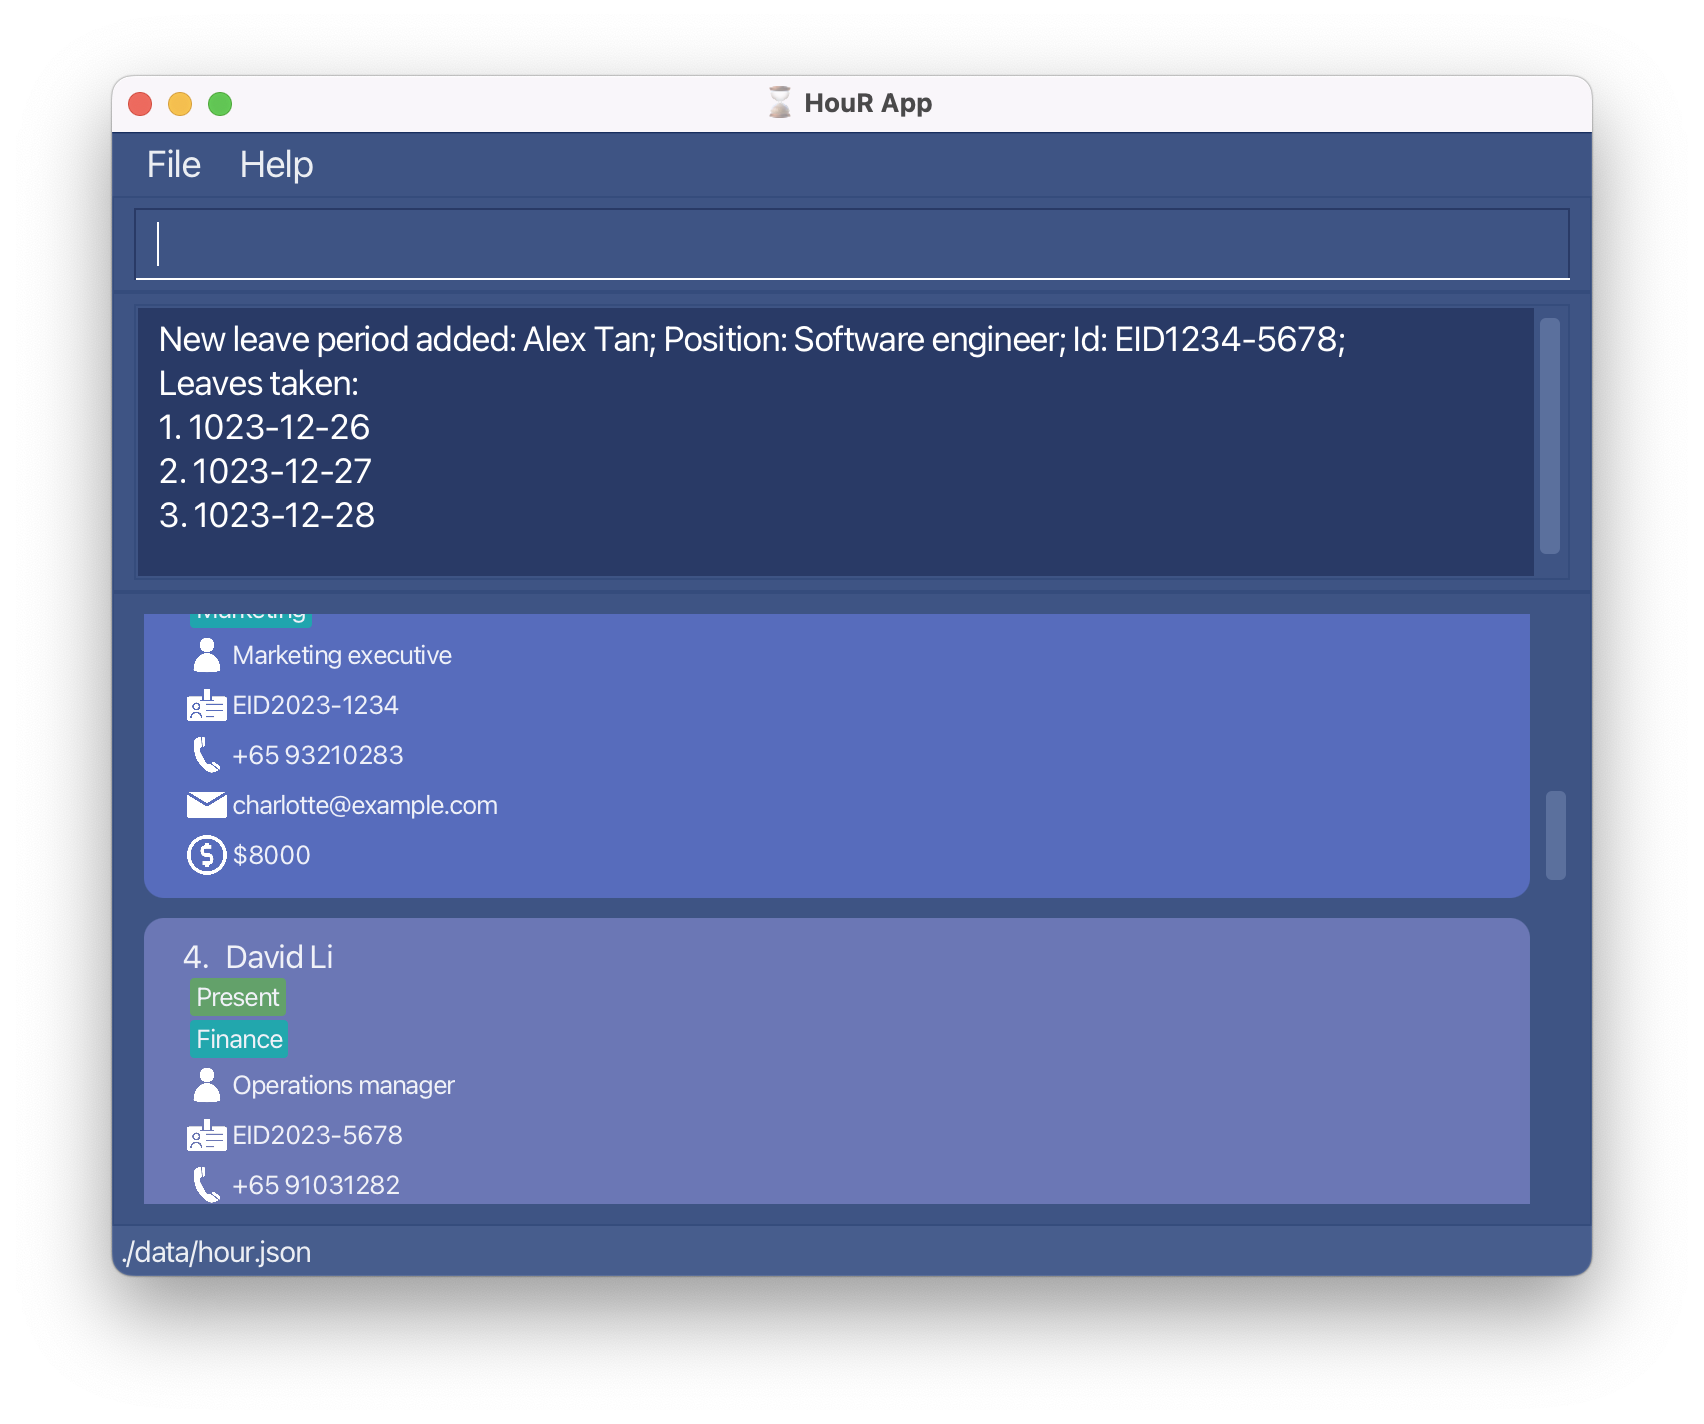 HouR App
File Help
New leave period added: Alex Tan; Position: Software engineer; Id: EID1234-5678;
Leaves taken:
1. 1023-12-26
2. 1023-12-27
3. 1023-12-28
Marketing
Marketing executive
EID2023-1234
+65 93210283
charlotte@example.com
$8000
4. David Li
Present
Finance
Operations manager
EID2023-5678
+65 91031282
./data/hour.json